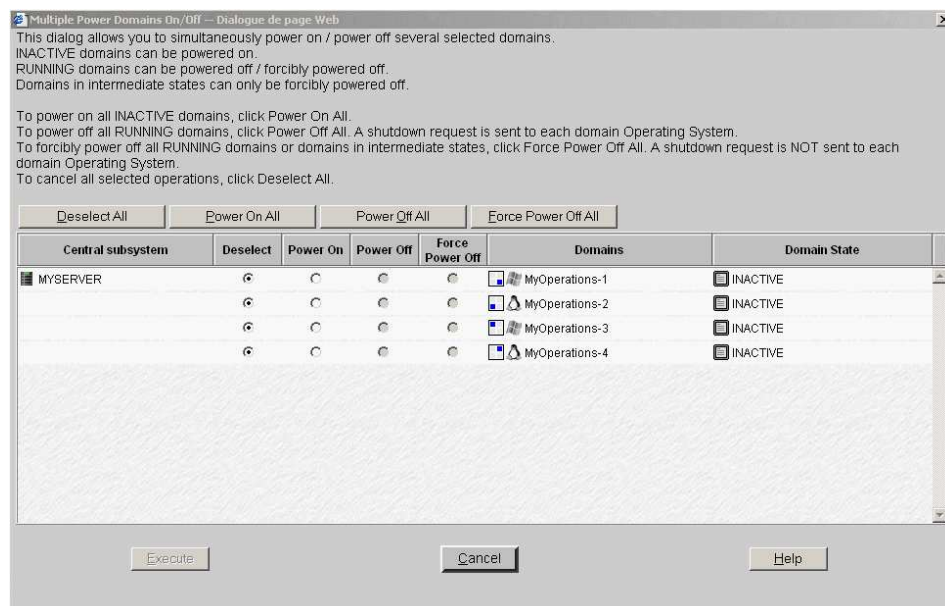 Multiple Power Domains On/Off -- Dialogue de page Web
This dialog allows you to simultaneously power on / power off several selected domains.
INACTIVE domains can be powered on.
RUNNING domains can be powered off / forcibly powered off.
Domains in intermediate states can only be forcibly powered off.
To power on all INACTIVE domains, click Power On All.
To power off all RUNNING domains, click Power Off All. A shutdown request is sent to each domain Operating System.
To forcibly power off all RUNNING domains or domains in intermediate states, click Force Power Off All. A shutdown request is NOT sent to each
domain Operating System.
To cancel all selected operations, click Deselect All.
Deselect All Power On All Power Off All Force Power Off All
Central subsystem Deselect Power On Power Off Force Power Off Domains Domain State
MYSERVER MyOperations-1 INACTIVE
MyOperations-2 INACTIVE
MyOperations-3 INACTIVE
MyOperations-4 INACTIVE
Execute Cancel Help